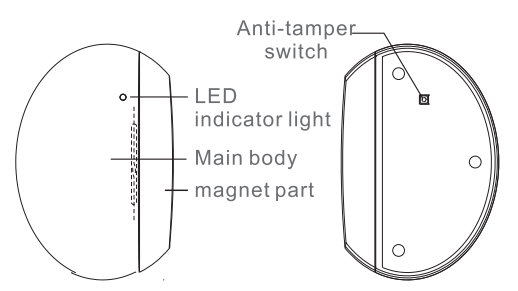 Anti-tamper
switch
LED
indicator light
Main body
magnet part